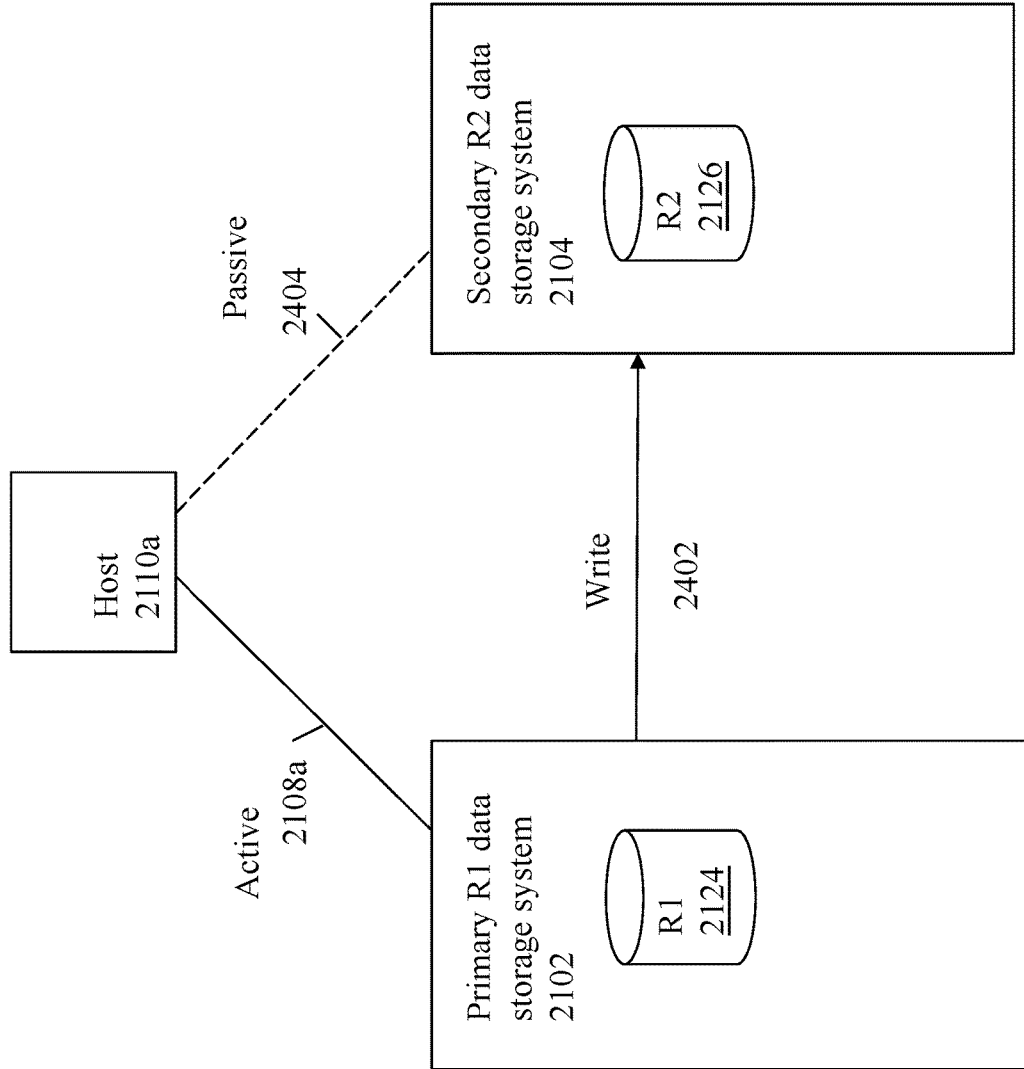 Host
2110a
Active
2108a
Passive
2404
Primary R1 data
storage system
2102
R1
2124
Write
2402
Secondary R2 data
storage system
2104
R2
2126